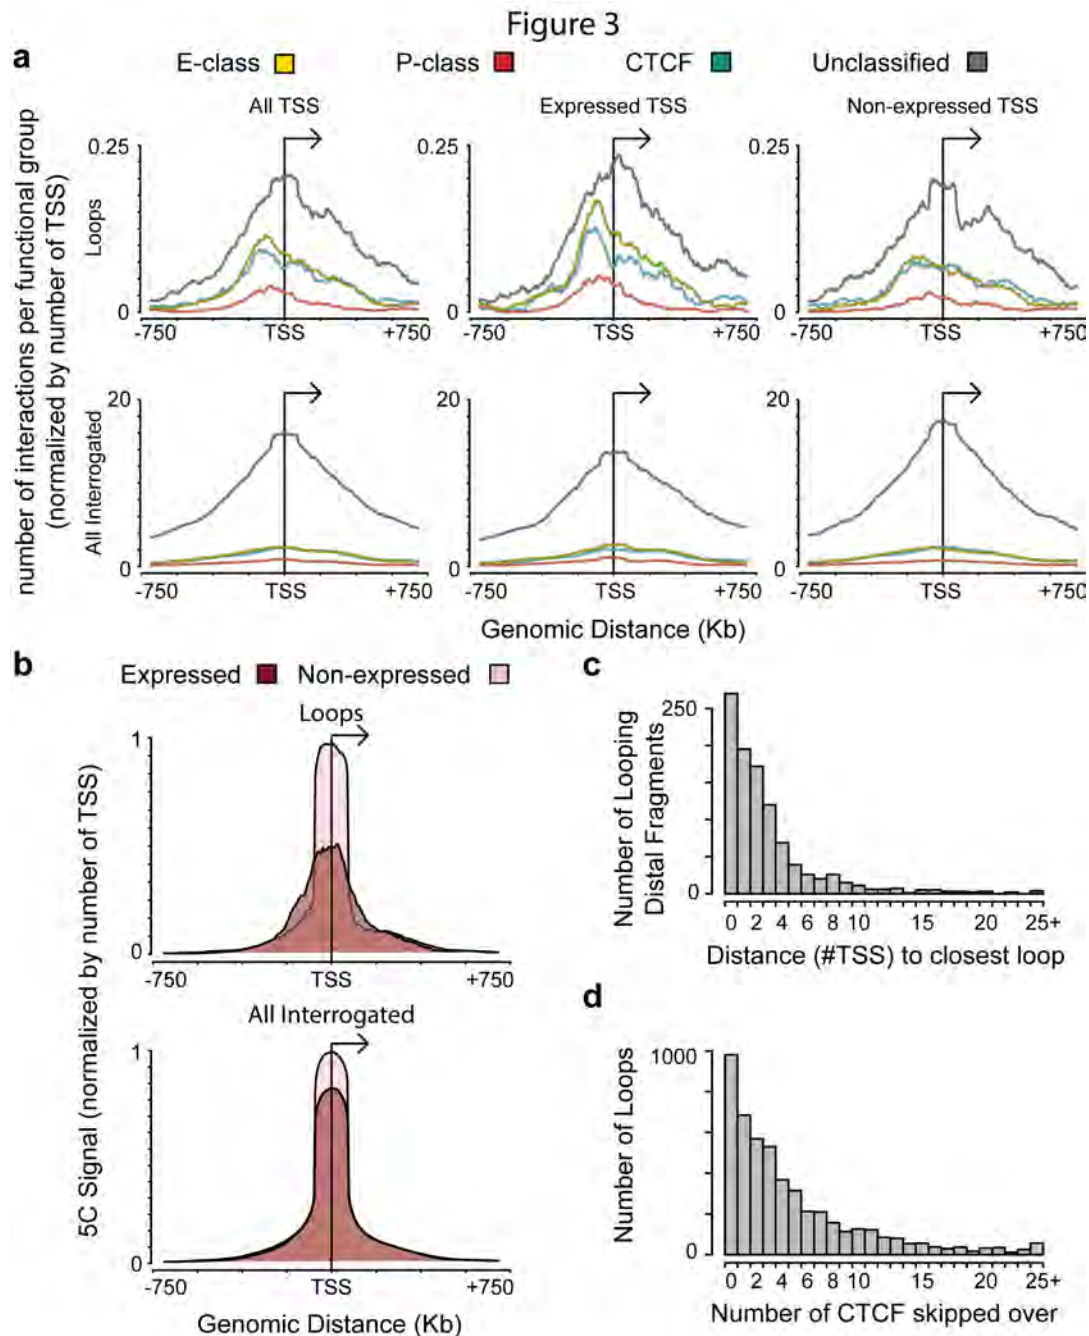 Figure 3
a
E-class P-class CTCF Unclassified
All TSS Expressed TSS Non-expressed TSS
number of interactions per functional group
(normalized by number of TSS)
Loops
0.25 0.25 0.25
0 0 0
-750 TSS +750 -750 TSS +750 -750 TSS +750
All Interrogated
20 20 20
0 0 0
-750 TSS +750 -750 TSS +750 -750 TSS +750
Genomic Distance (Kb)
b
Expressed Non-expressed
5C Signal (normalized by number of TSS)
Loops
1
0
-750 TSS +750
All Interrogated
1
0
-750 TSS +750
Genomic Distance (Kb)
c
Number of Looping
Distal Fragments
250
0
0 2 4 6 8 10 15 20 25+
Distance (#TSS) to closest loop
d
Number of Loops
1000
0
0 2 4 6 8 10 15 20 25+
Number of CTCF skipped over